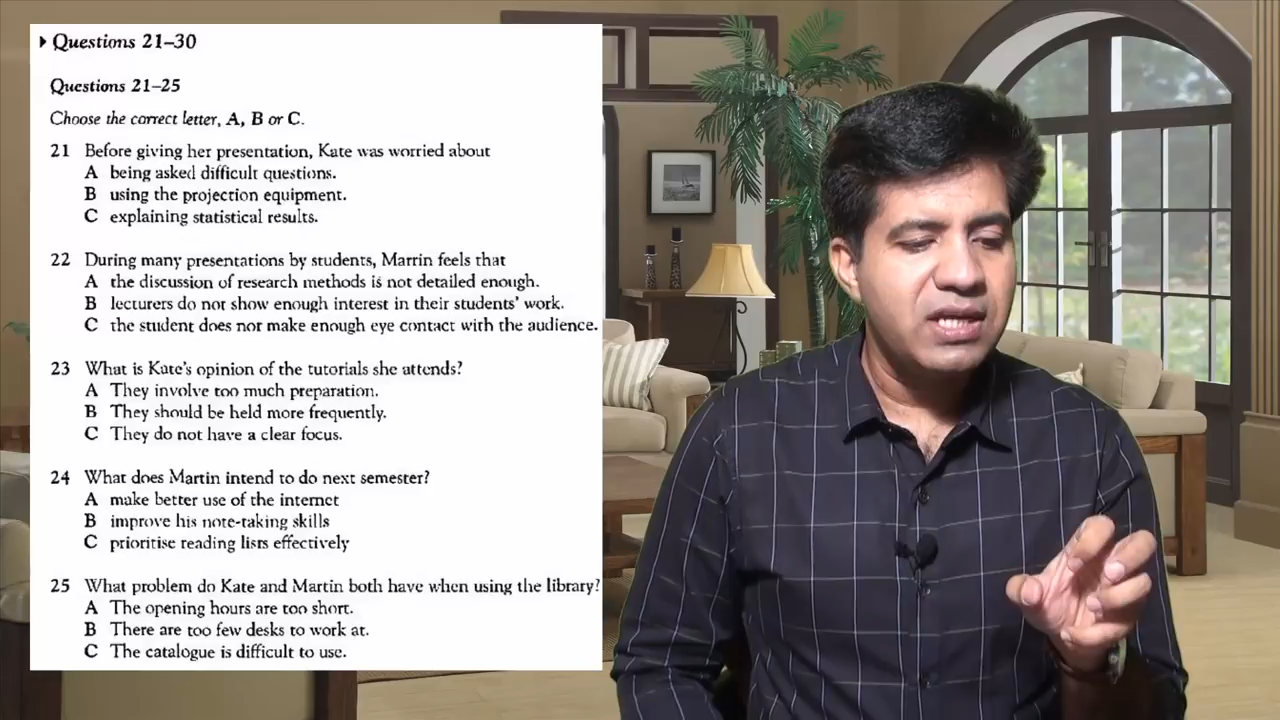 Questions 21–30
Questions 21–25
Choose the correct letter, A, B or C.
21 Before giving her presentation, Kate was worried about
A being asked difficult questions.
B using the projection equipment.
C explaining statistical results.
22 During many presentations by students, Martin feels that
A the discussion of research methods is not detailed enough.
B lecturers do not show enough interest in their students' work.
C the student does not make enough eye contact with the audience.
23 What is Kate's opinion of the tutorials she attends?
A They involve too much preparation.
B They should be held more frequently.
C They do not have a clear focus.
24 What does Martin intend to do next semester?
A make better use of the internet
B improve his note-taking skills
C prioritise reading lists effectively
25 What problem do Kate and Martin both have when using the library?
A The opening hours are too short.
B There are too few desks to work at.
C The catalogue is difficult to use.